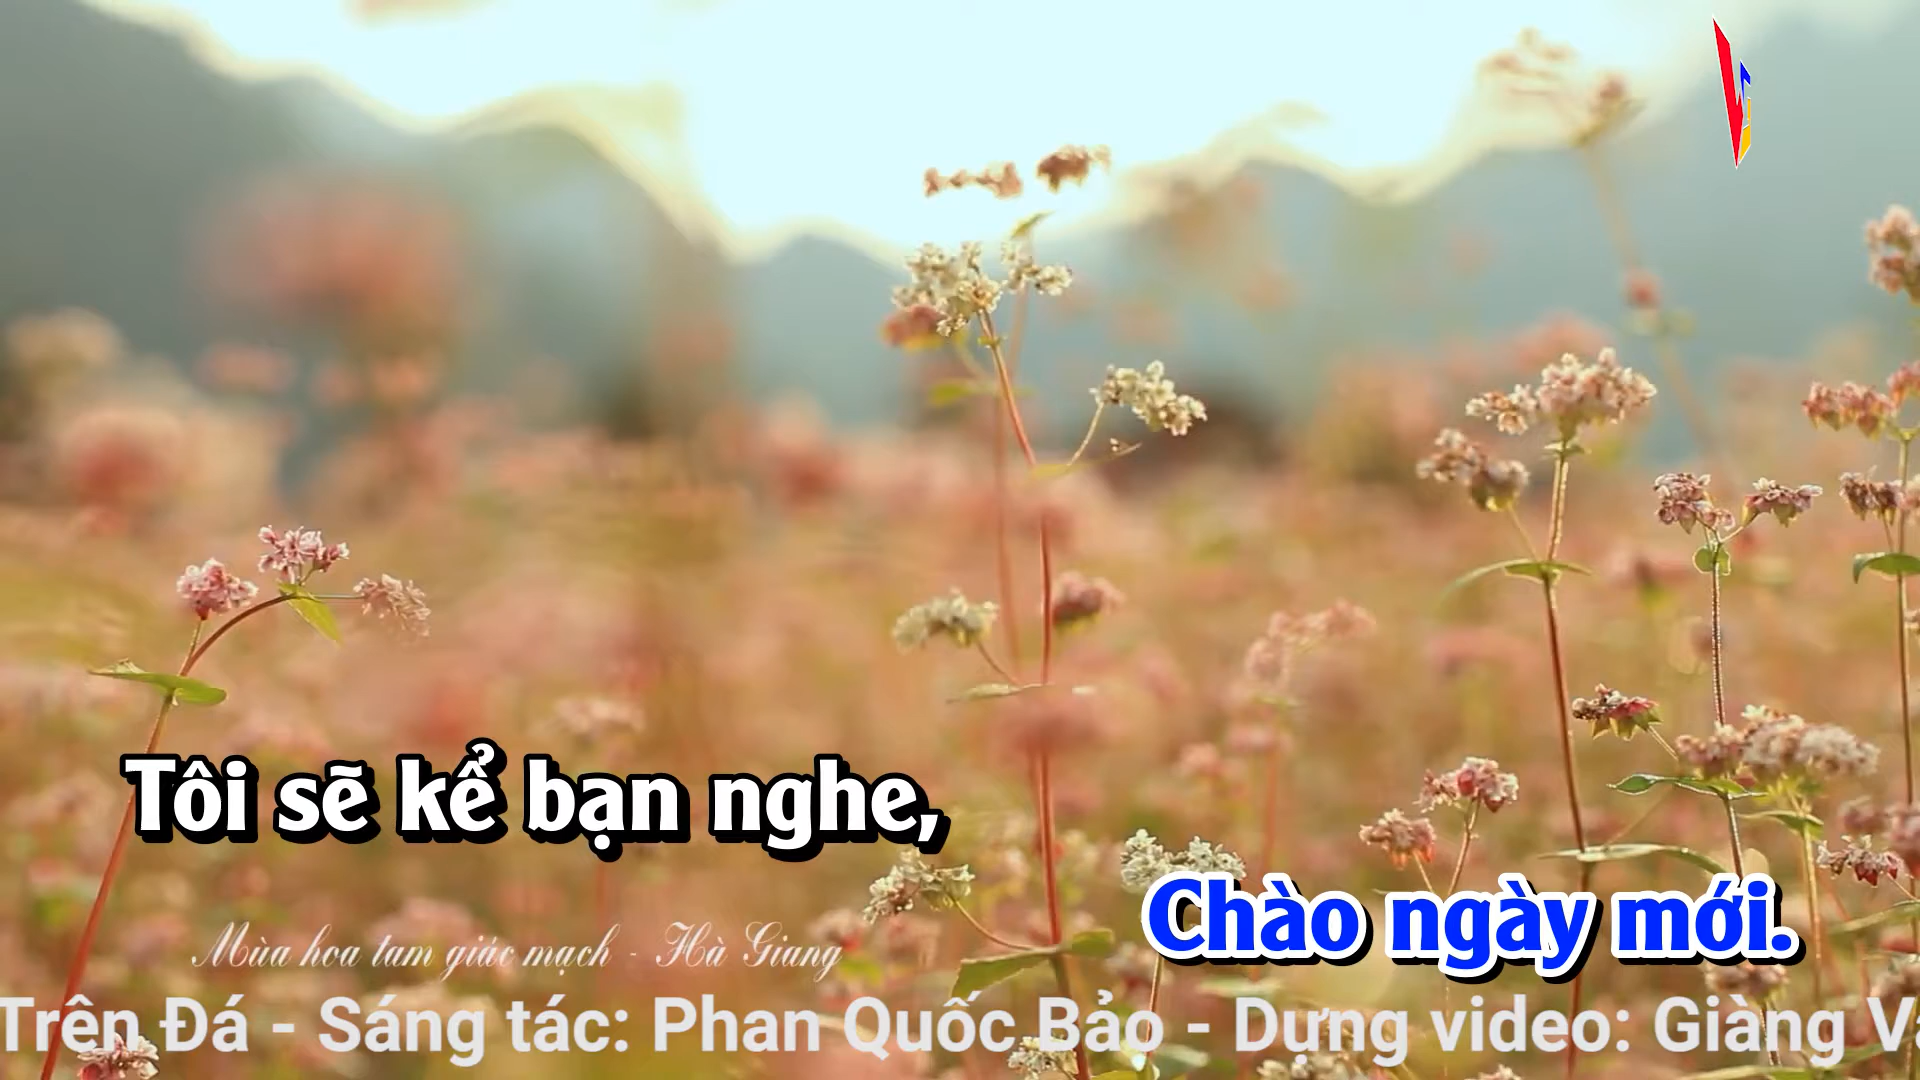 Tôi sẽ kể bạn nghe,
Chào ngày mới.
Mùa hoa tam giác mạch - Hà Giang
Trên Đá - Sáng tác: Phan Quốc Bảo - Dựng video: Giàng